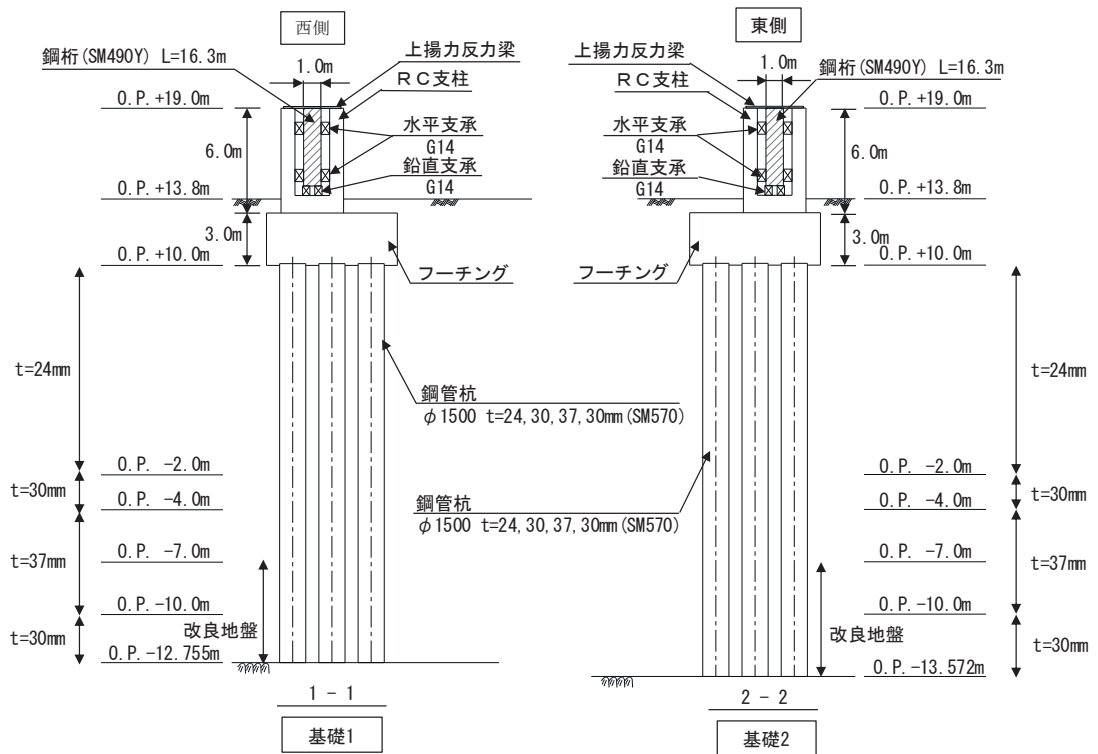 西側
上揚力反力梁
鋼桁(SM490Y) L=16.3m
1.0m
RC支柱
O.P.+19.0m
水平支承
G14
6.0m
鉛直支承
G14
O.P.+13.8m
3.0m
O.P.+10.0m
フーチング
t=24mm
鋼管杭
φ1500 t=24,30,37,30mm(SM570)
O.P. -2.0m
t=30mm
O.P. -4.0m
t=37mm
O.P. -7.0m
O.P.-10.0m
改良地盤
t=30mm
O.P.-12.755m
1 - 1
基礎1
東側
上揚力反力梁
1.0m
鋼桁(SM490Y) L=16.3m
RC支柱
O.P.+19.0m
水平支承
G14
6.0m
鉛直支承
G14
O.P.+13.8m
3.0m
O.P.+10.0m
フーチング
t=24mm
O.P. -2.0m
t=30mm
O.P. -4.0m
鋼管杭
φ1500 t=24,30,37,30mm(SM570)
O.P. -7.0m
t=37mm
O.P.-10.0m
改良地盤
t=30mm
O.P.-13.572m
2 - 2
基礎2